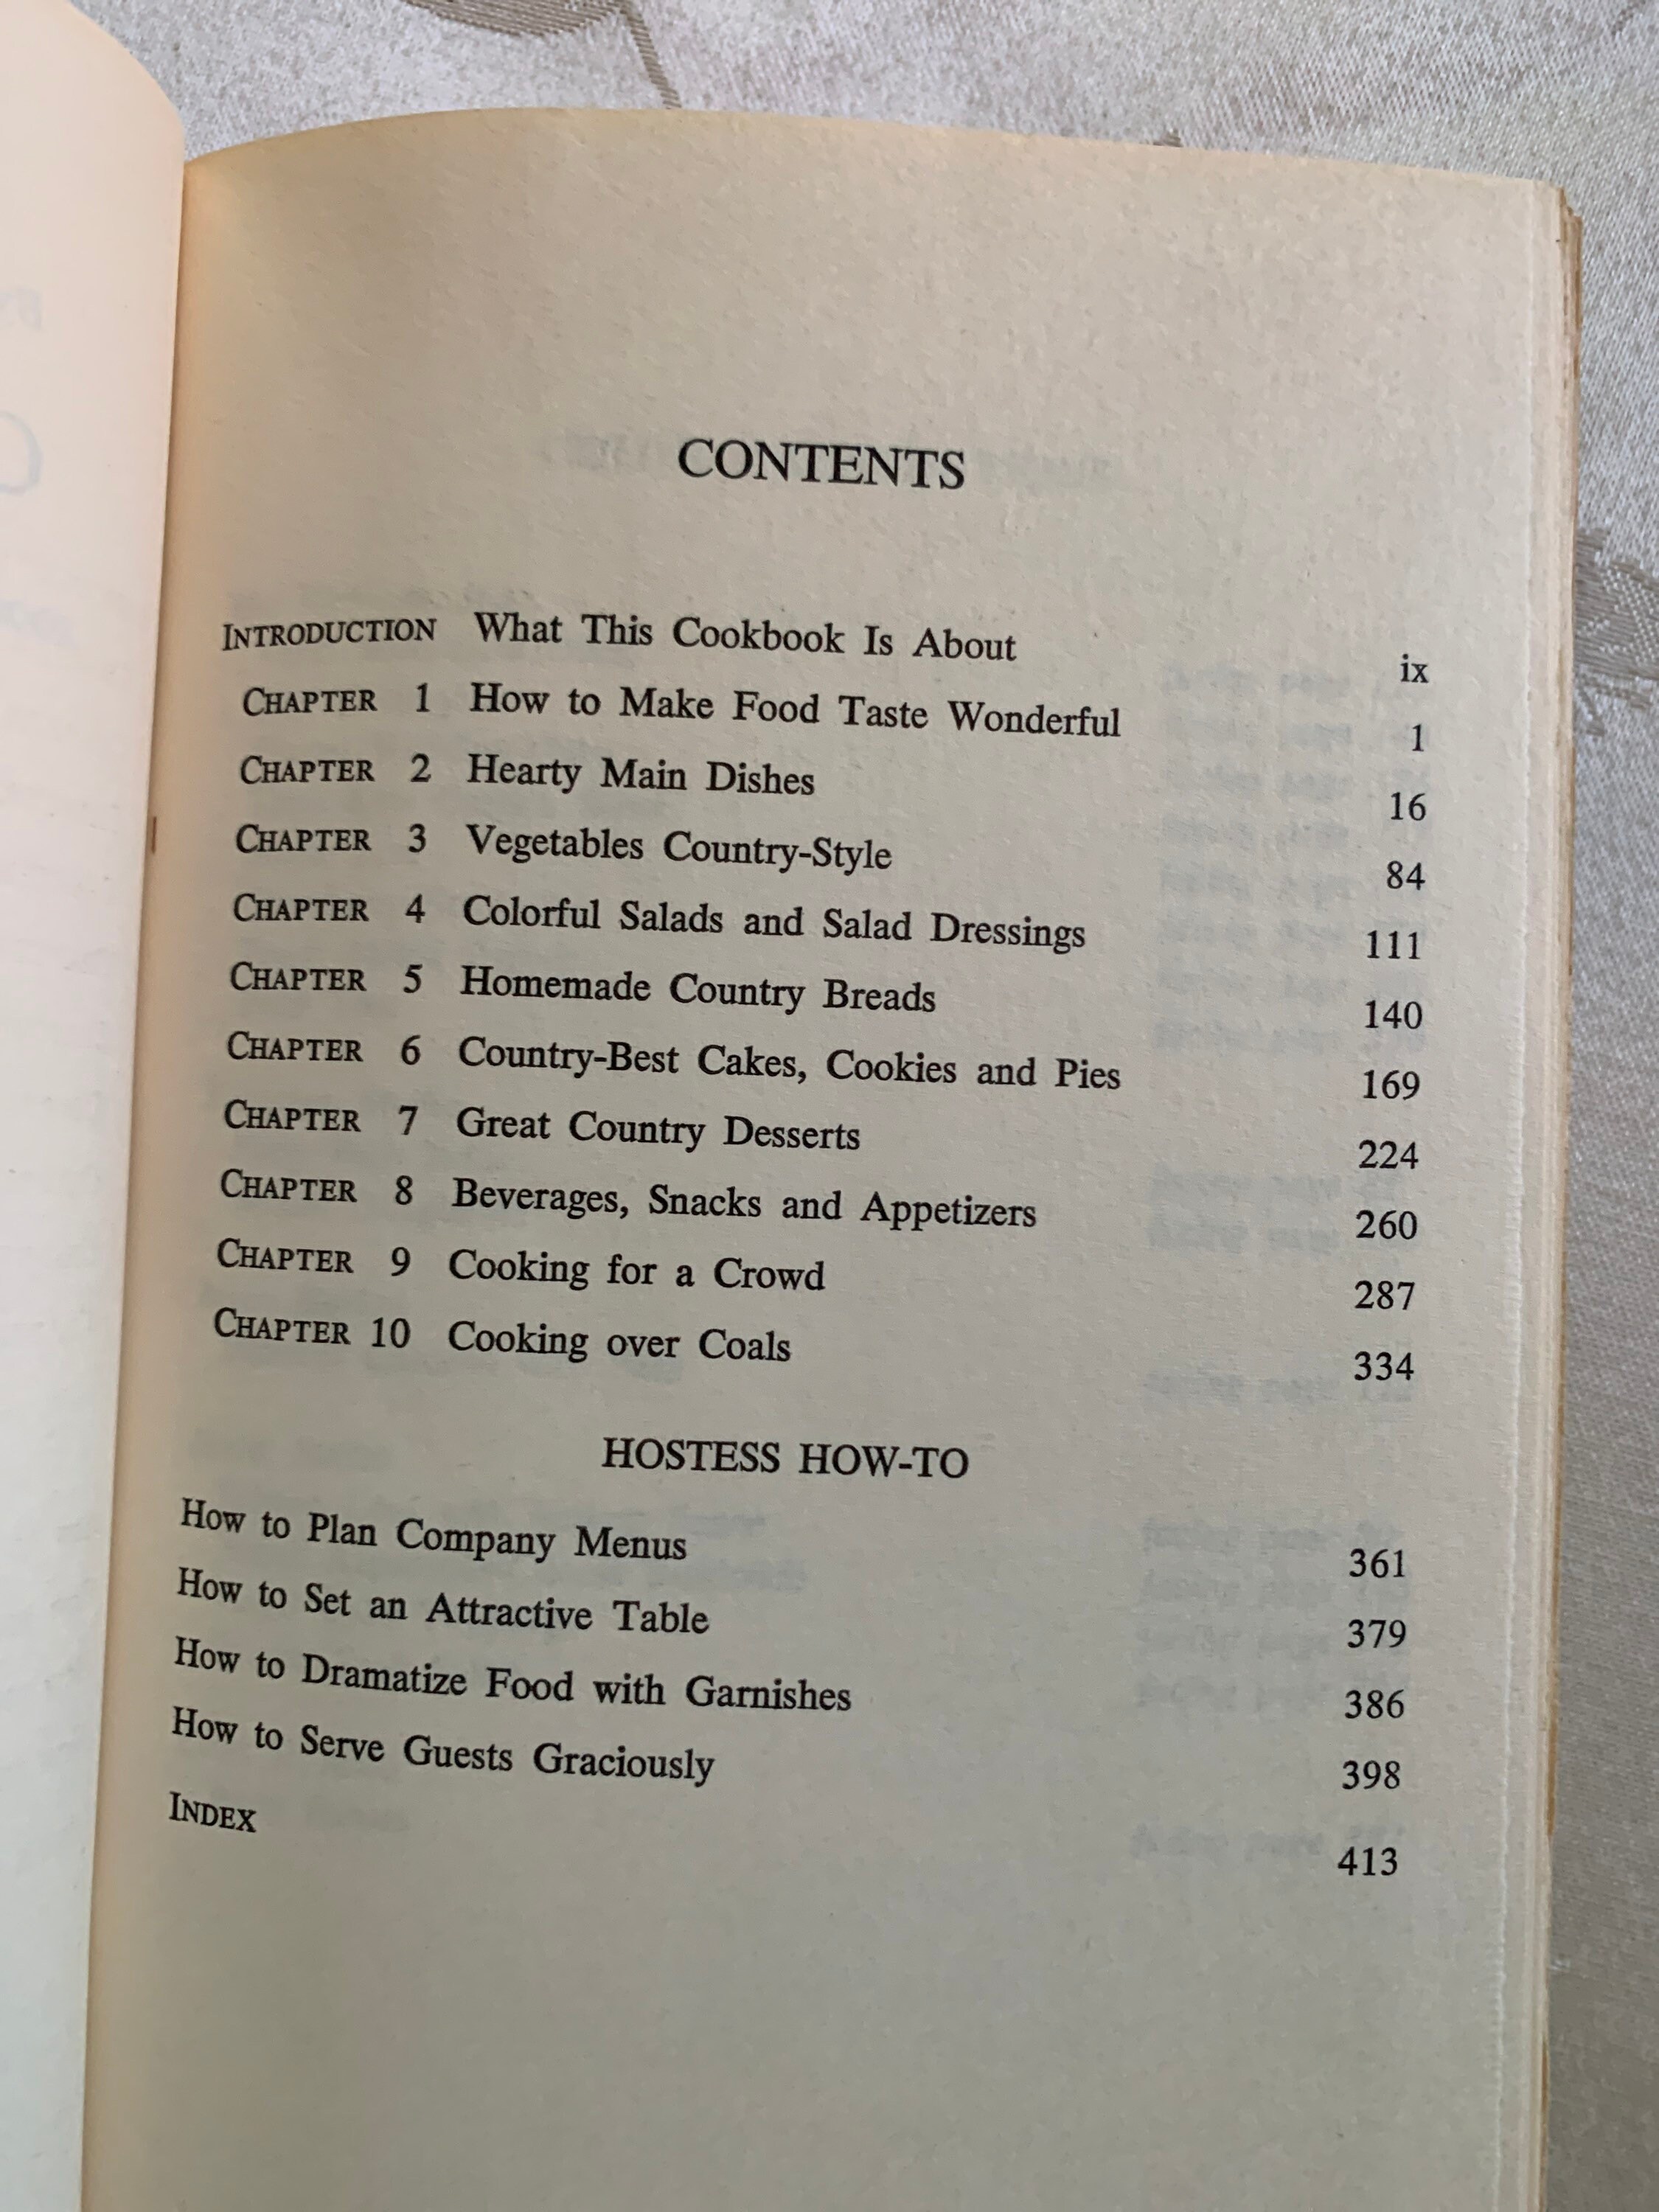 CONTENTS
INTRODUCTION What This Cookbook Is About ix
CHAPTER 1 How to Make Food Taste Wonderful 1
CHAPTER 2 Hearty Main Dishes 16
CHAPTER 3 Vegetables Country-Style 84
CHAPTER 4 Colorful Salads and Salad Dressings 111
CHAPTER 5 Homemade Country Breads 140
CHAPTER 6 Country-Best Cakes, Cookies and Pies 169
CHAPTER 7 Great Country Desserts 224
CHAPTER 8 Beverages, Snacks and Appetizers 260
CHAPTER 9 Cooking for a Crowd 287
CHAPTER 10 Cooking over Coals 334
HOSTESS HOW-TO
How to Plan Company Menus 361
How to Set an Attractive Table 379
How to Dramatize Food with Garnishes 386
How to Serve Guests Graciously 398
INDEX 413